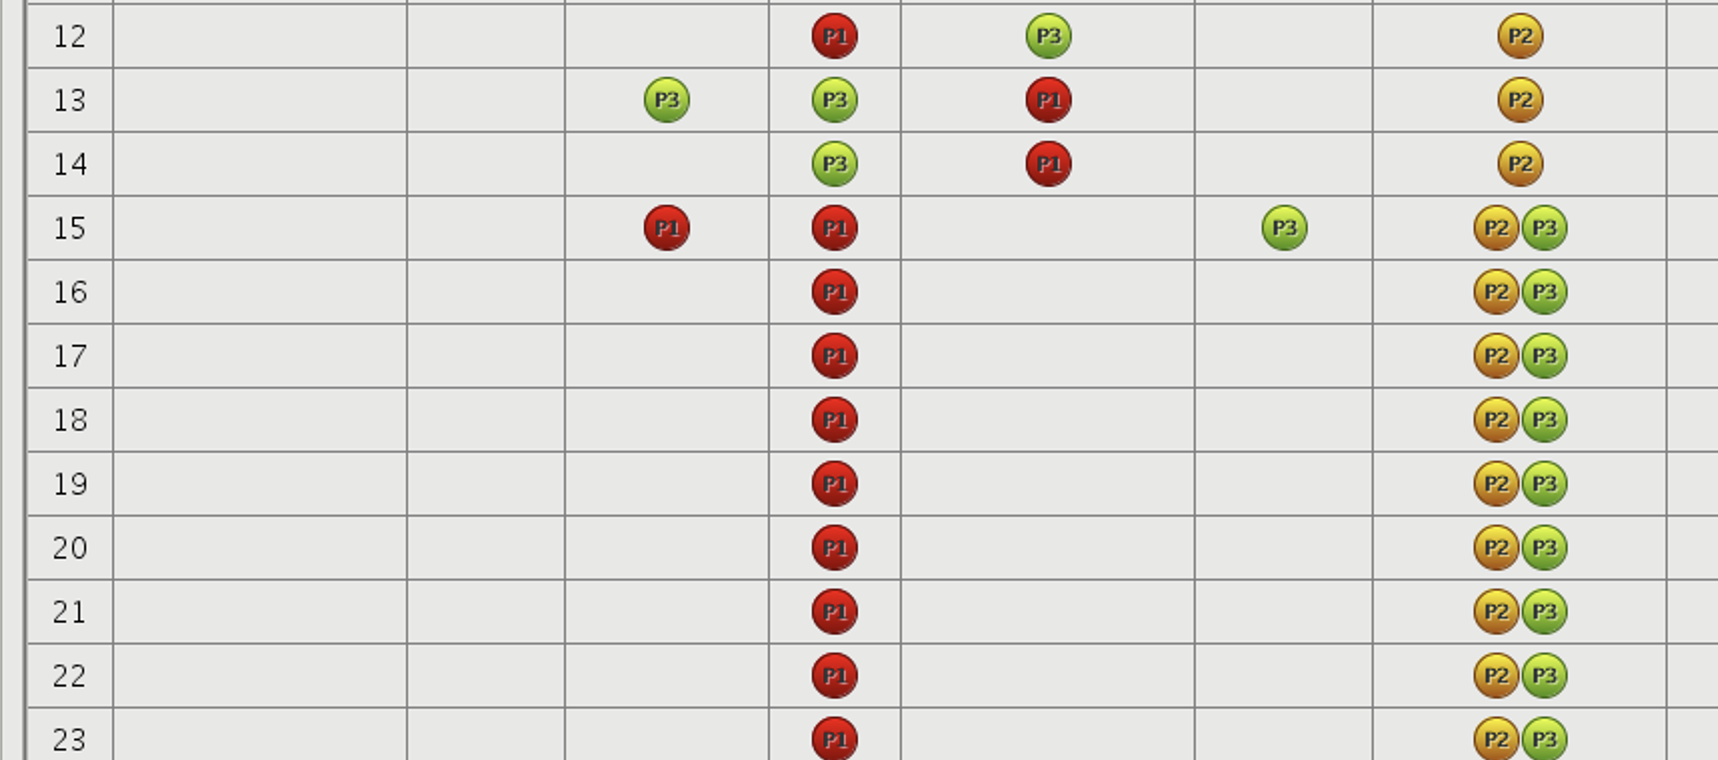 12 P1 P3 P2
13 P3 P3 P1 P2
14 P3 P1 P2
15 P1 P1 P3 P2 P3
16 P1 P2 P3
17 P1 P2 P3
18 P1 P2 P3
19 P1 P2 P3
20 P1 P2 P3
21 P1 P2 P3
22 P1 P2 P3
23 P1 P2 P3